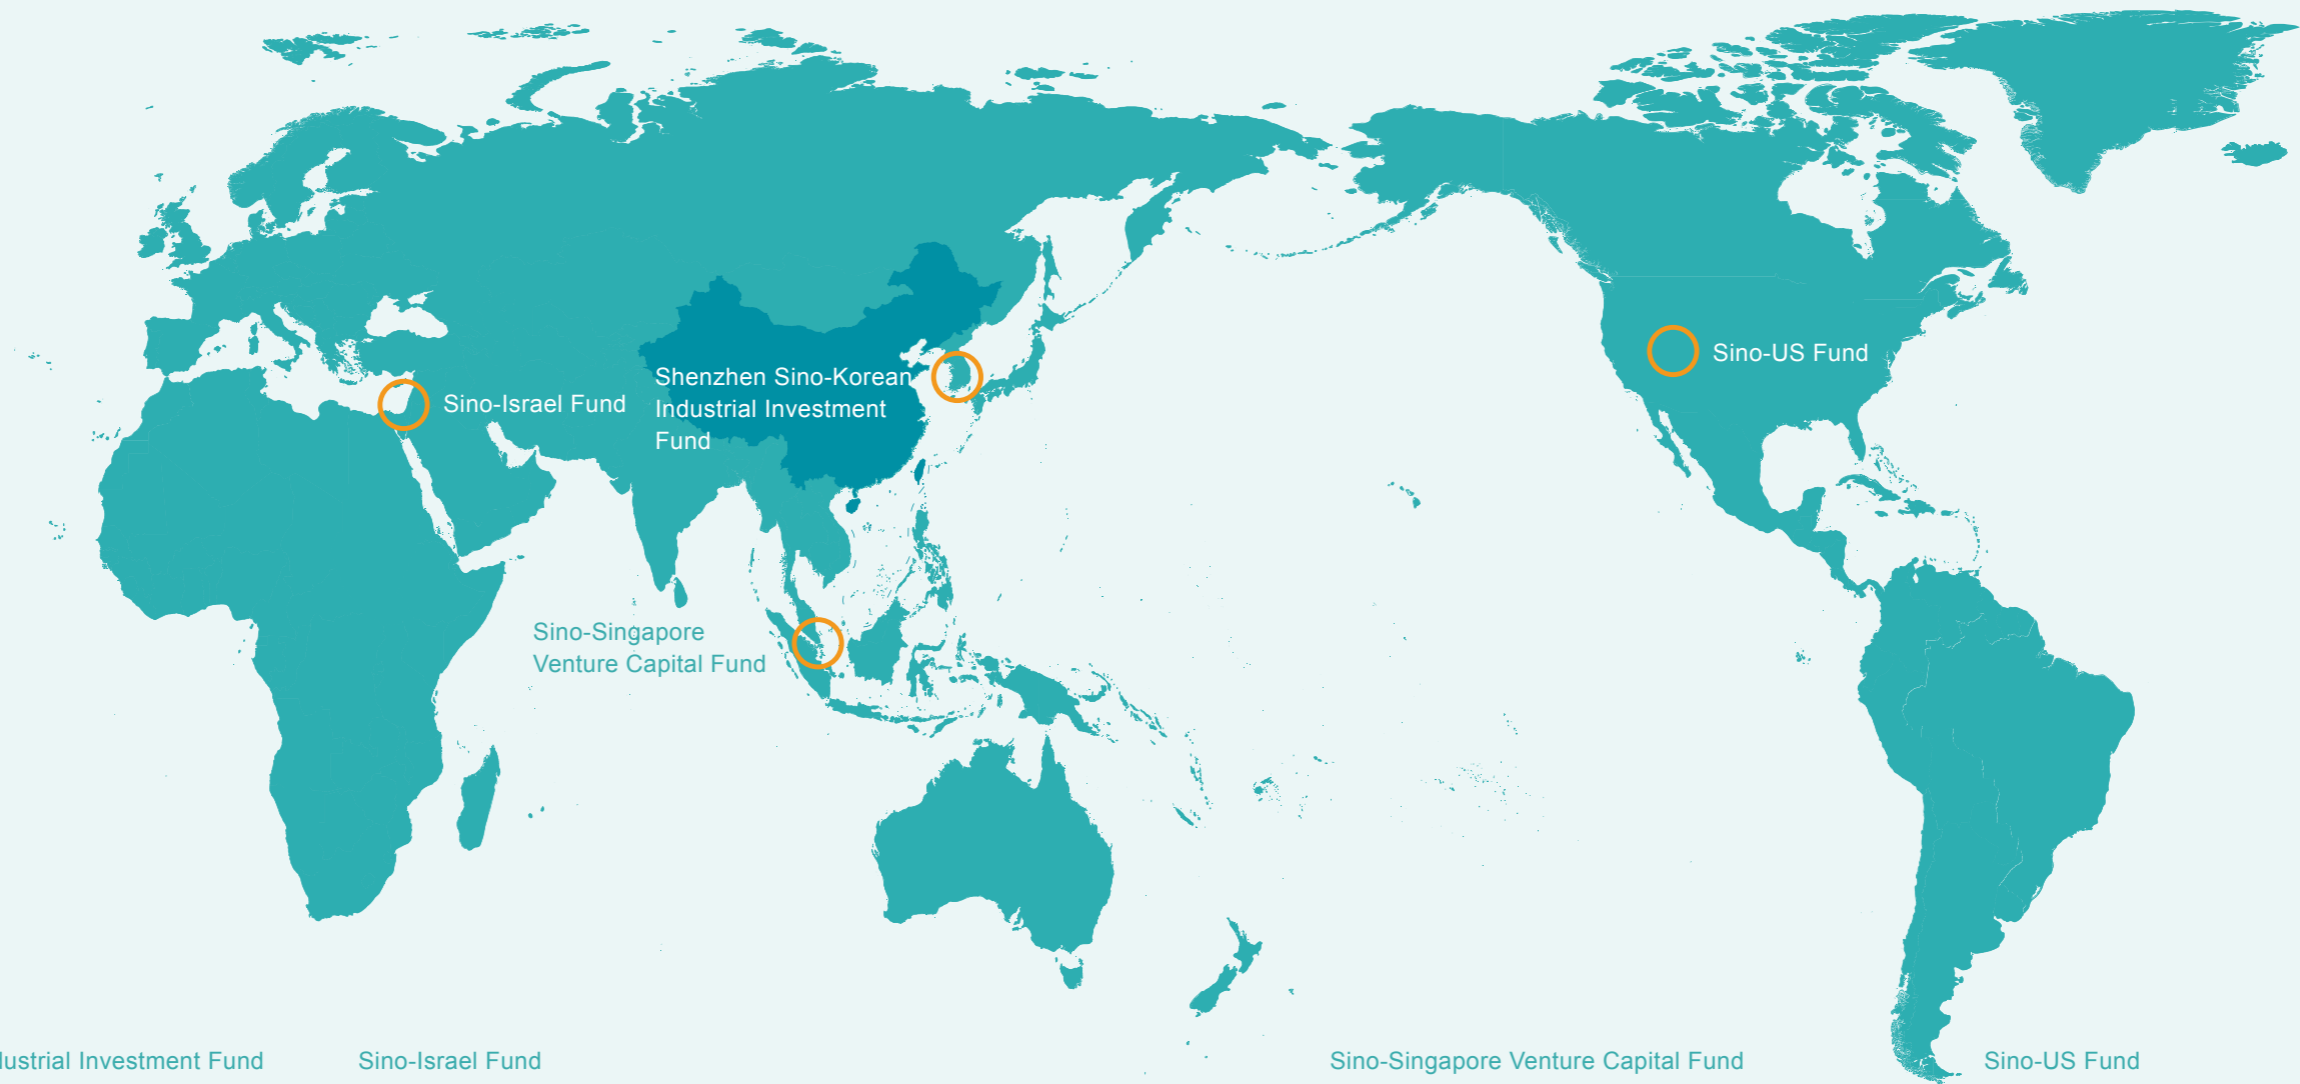 Sino-US Fund
Shenzhen Sino-Korean
Industrial Investment
Fund
Sino-Israel Fund
Sino-Singapore
Venture Capital Fund
dustrial Investment Fund
Sino-Israel Fund
Sino-Singapore Venture Capital Fund
Sino-US Fund